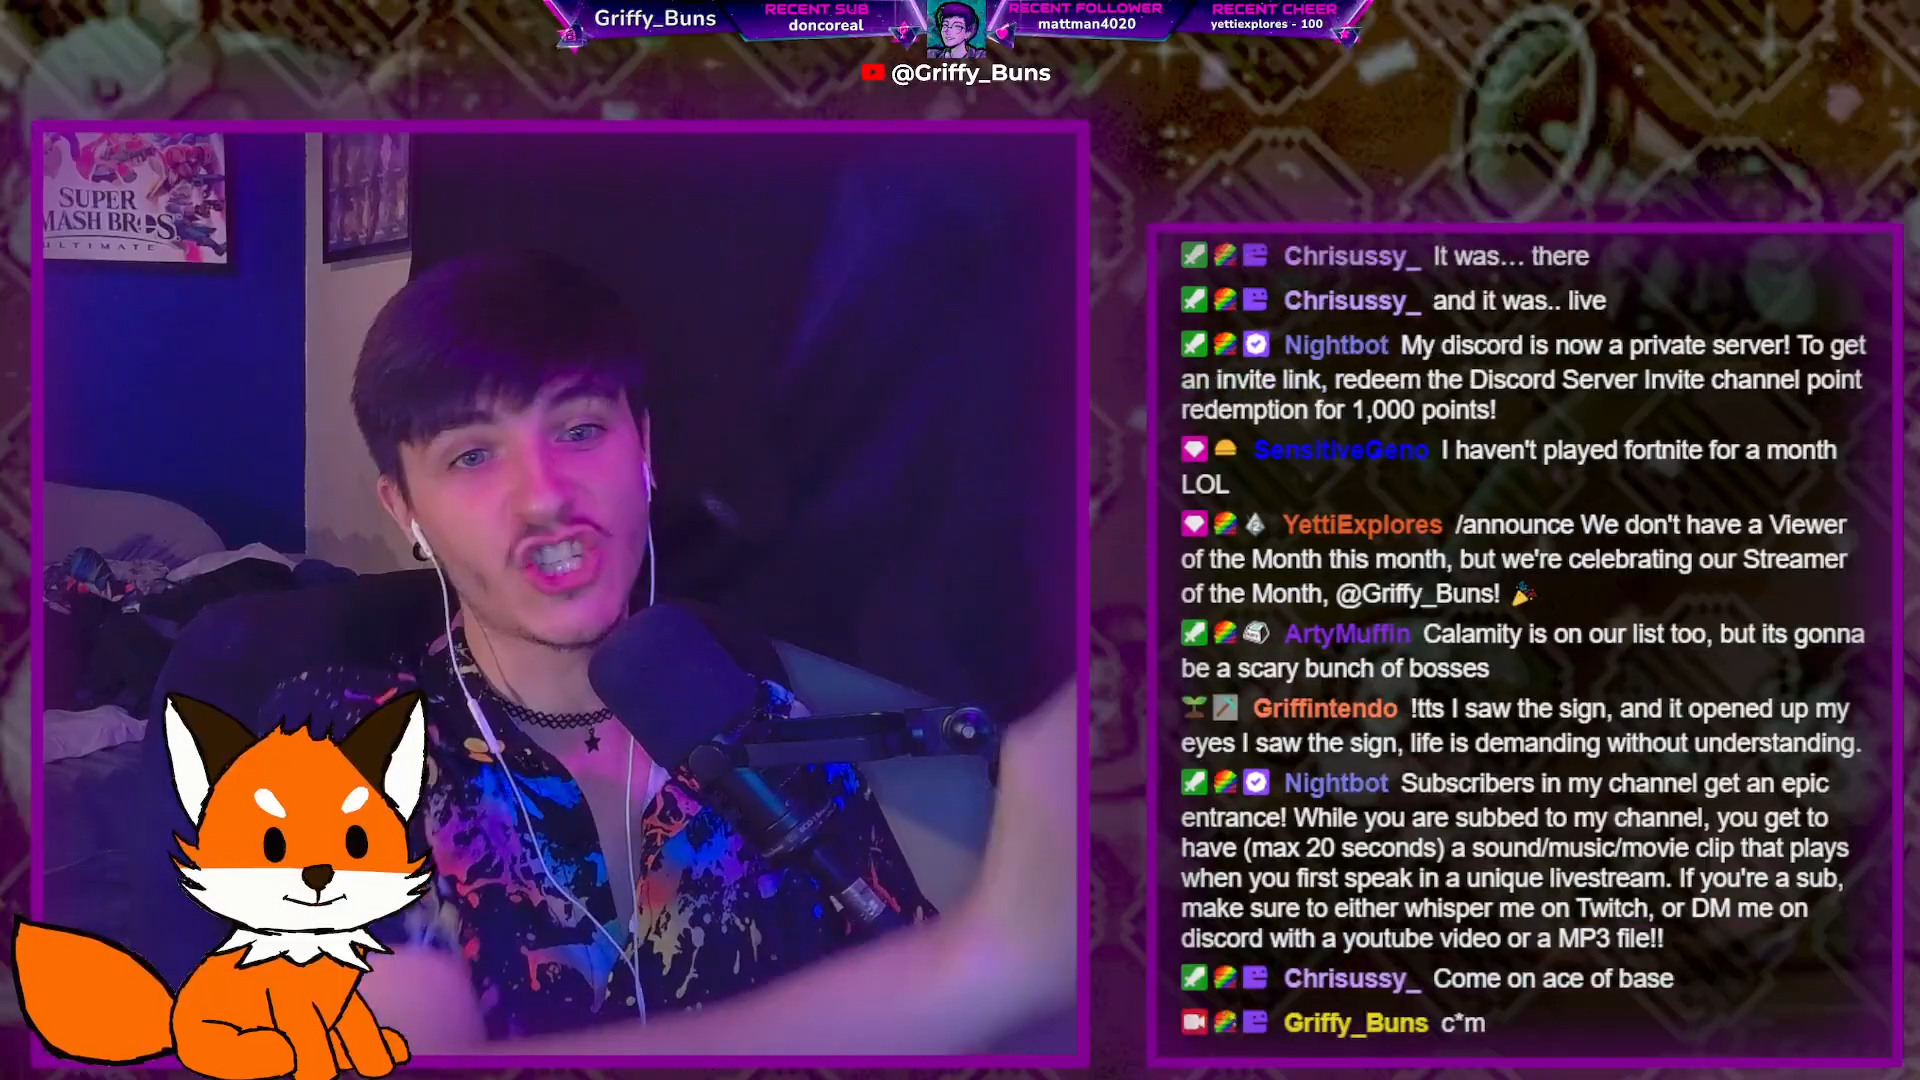 Griffy_Buns
RECENT SUB
doncoreal
RECENT FOLLOWER
mattman4020
RECENT CHEER
yettiexplores - 100
@Griffy_Buns
SUPER
MASH BROS.
ULTIMATE
Chrisussy_ It was... there
Chrisussy_ and it was.. live
Nightbot My discord is now a private server! To get
an invite link, redeem the Discord Server Invite channel point
redemption for 1,000 points!
SensitiveGeno I haven't played fortnite for a month
LOL
YettiExplores /announce We don't have a Viewer
of the Month this month, but we're celebrating our Streamer
of the Month, @Griffy_Buns! 🎉
ArtyMuffin Calamity is on our list too, but its gonna
be a scary bunch of bosses
Griffintendo !tts I saw the sign, and it opened up my
eyes I saw the sign, life is demanding without understanding.
Nightbot Subscribers in my channel get an epic
entrance! While you are subbed to my channel, you get to
have (max 20 seconds) a sound/music/movie clip that plays
when you first speak in a unique livestream. If you're a sub,
make sure to either whisper me on Twitch, or DM me on
discord with a youtube video or a MP3 file!!
Chrisussy_ Come on ace of base
Griffy_Buns c*m